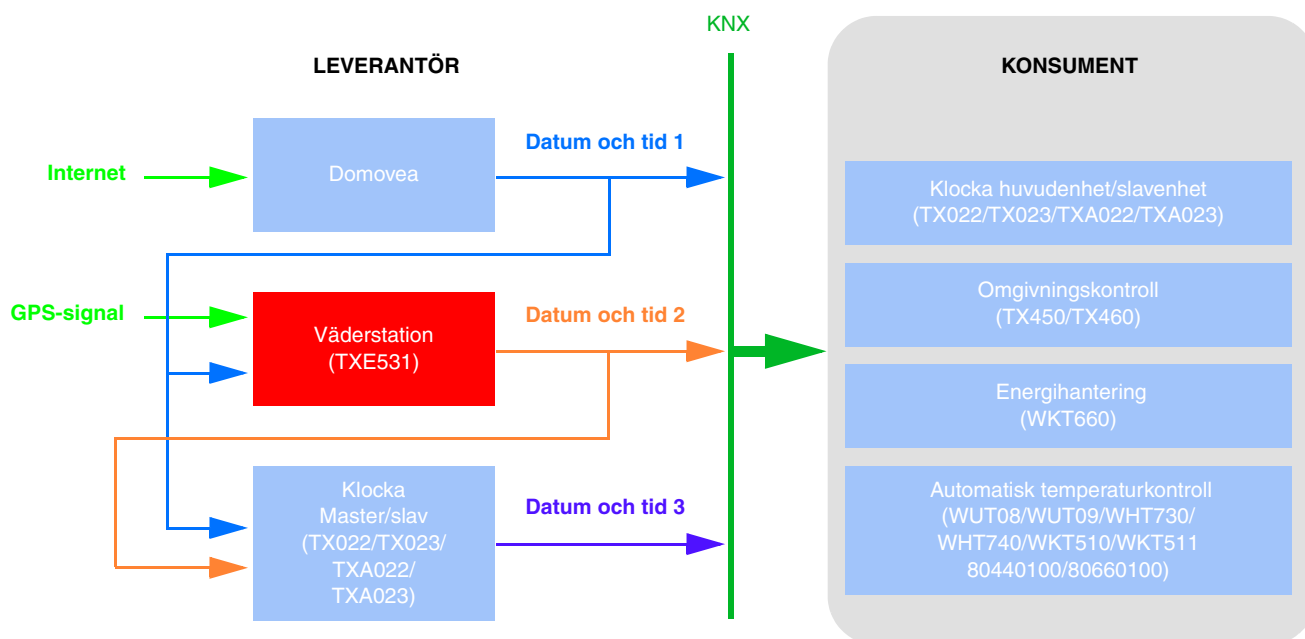 KNX
LEVERANTÖR
KONSUMENT
Internet
Domovea
Datum och tid 1
GPS-signal
Väderstation
(TXE531)
Datum och tid 2
Klocka
Master/slav
(TX022/TX023/
TXA022/
TXA023)
Datum och tid 3
Klocka huvudenhet/slavenhet
(TX022/TX023/TXA022/TXA023)
Omgivningskontroll
(TX450/TX460)
Energihantering
(WKT660)
Automatisk temperaturkontroll
(WUT08/WUT09/WHT730/
WHT740/WKT510/WKT511
80440100/80660100)